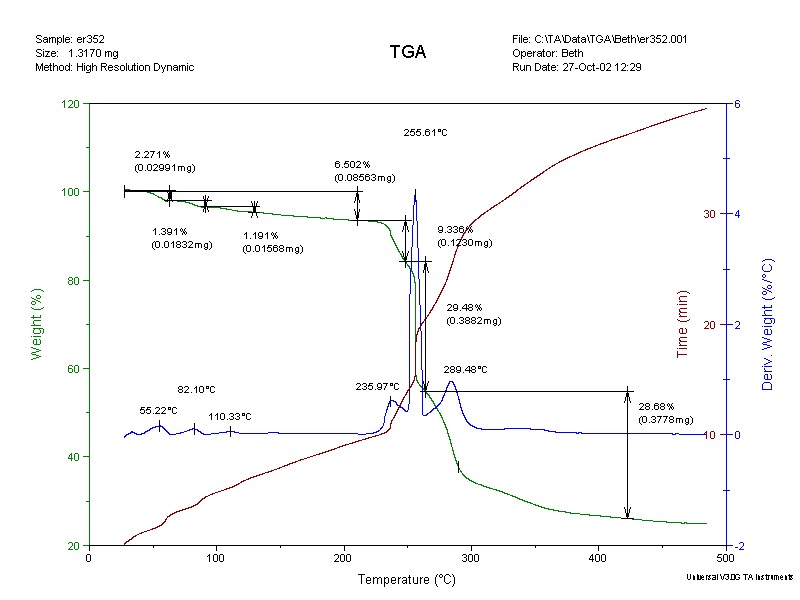 Sample: er352
Size: 1.3170 mg
Method: High Resolution Dynamic
TGA
File: C:\TA\Data\TGA\Beth\er352.001
Operator: Beth
Run Date: 27-Oct-02 12:29
120
100
80
60
40
20
Weight (%)
2.271%
(0.02991mg)
1.391%
(0.01832mg)
1.191%
(0.01568mg)
6.502%
(0.08563mg)
255.61°C
9.336%
(0.1230mg)
29.48%
(0.3882mg)
289.48°C
235.97°C
28.68%
(0.3778mg)
55.22°C
82.10°C
110.33°C
30
20
10
Time (min)
6
4
2
0
-2
Deriv. Weight (%/°C)
0
100
200
300
400
500
Temperature (°C)
Universal V3.0G TA Instruments